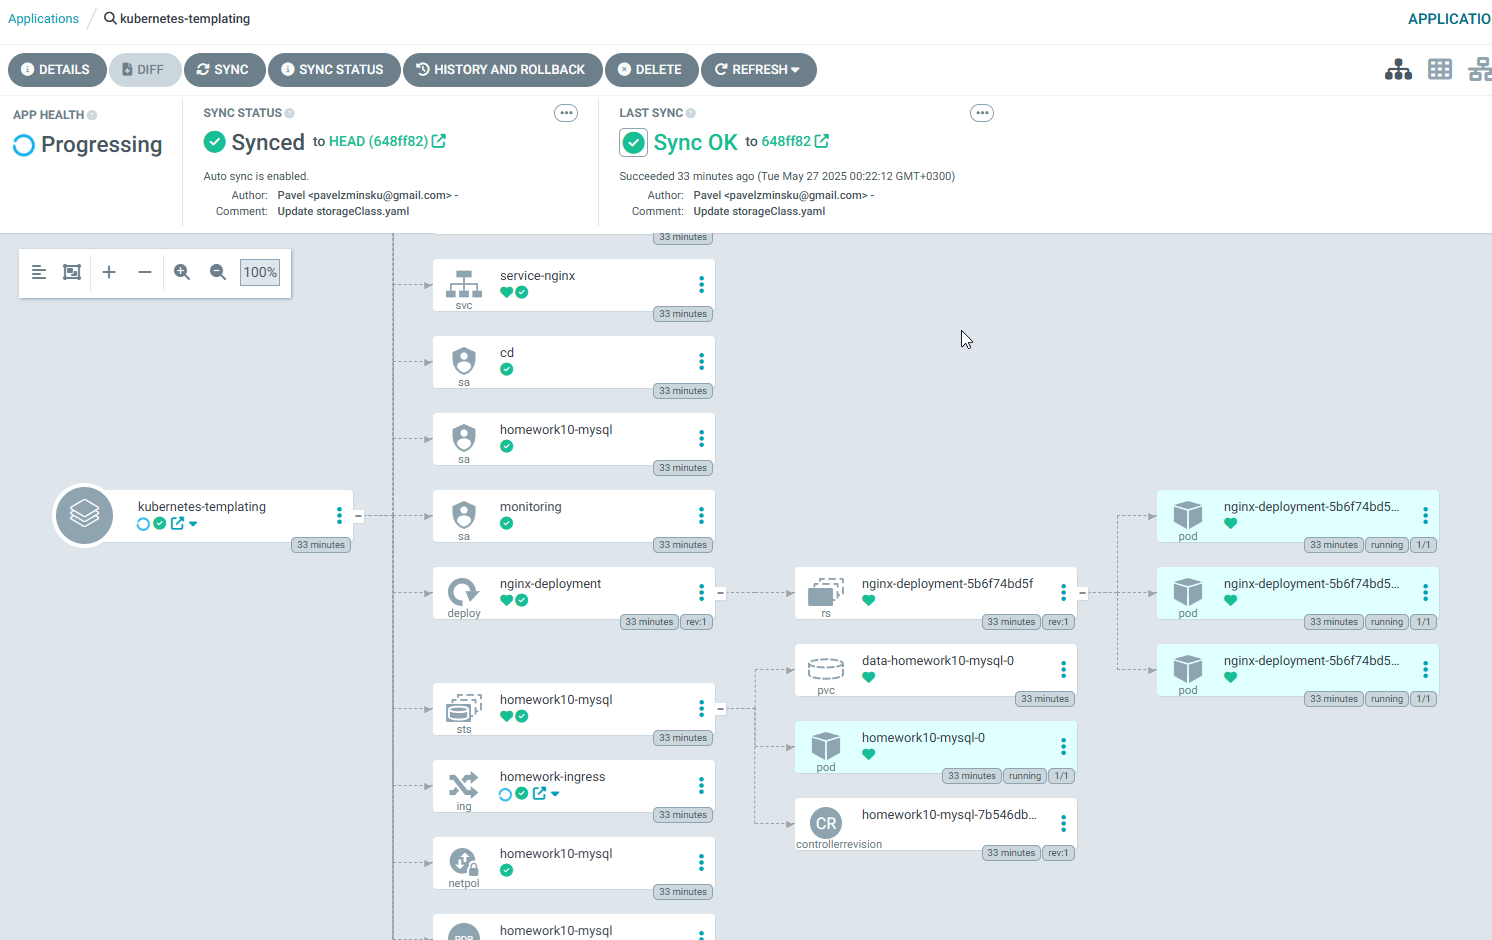 Applications / kubernetes-templating
APPLICATIO
DETAILS DIFF SYNC SYNC STATUS HISTORY AND ROLLBACK DELETE REFRESH
APP HEALTH
Progressing
SYNC STATUS
Synced to HEAD (648ff82)
Auto sync is enabled.
Author: Pavel <pavelzminsku@gmail.com> -
Comment: Update storageClass.yaml
LAST SYNC
Sync OK to 648ff82
Succeeded 33 minutes ago (Tue May 27 2025 00:22:12 GMT+0300)
Author: Pavel <pavelzminsku@gmail.com> -
Comment: Update storageClass.yaml
100%
33 minutes
service-nginx
svc
33 minutes
cd
sa
33 minutes
homework10-mysql
sa
33 minutes
kubernetes-templating
33 minutes
monitoring
sa
33 minutes
nginx-deployment
deploy
33 minutes rev:1
homework10-mysql
sts
33 minutes
homework-ingress
ing
33 minutes
homework10-mysql
netpol
33 minutes
homework10-mysql
nginx-deployment-5b6f74bd5f
rs
33 minutes rev:1
data-homework10-mysql-0
pvc
33 minutes
homework10-mysql-0
pod
33 minutes running 1/1
CR
homework10-mysql-7b546db...
controllerrevision
33 minutes rev:1
nginx-deployment-5b6f74bd5...
pod
33 minutes running 1/1
nginx-deployment-5b6f74bd5...
pod
33 minutes running 1/1
nginx-deployment-5b6f74bd5...
pod
33 minutes running 1/1